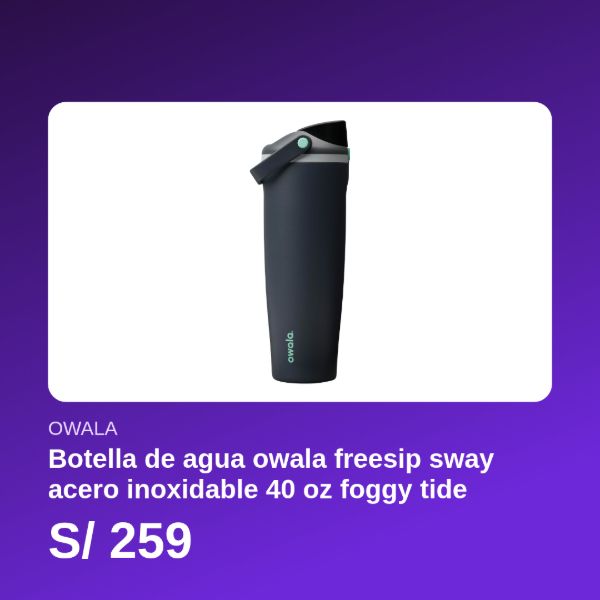 owala.
OWALA
Botella de agua owala freesip sway
acero inoxidable 40 oz foggy tide
S/ 259